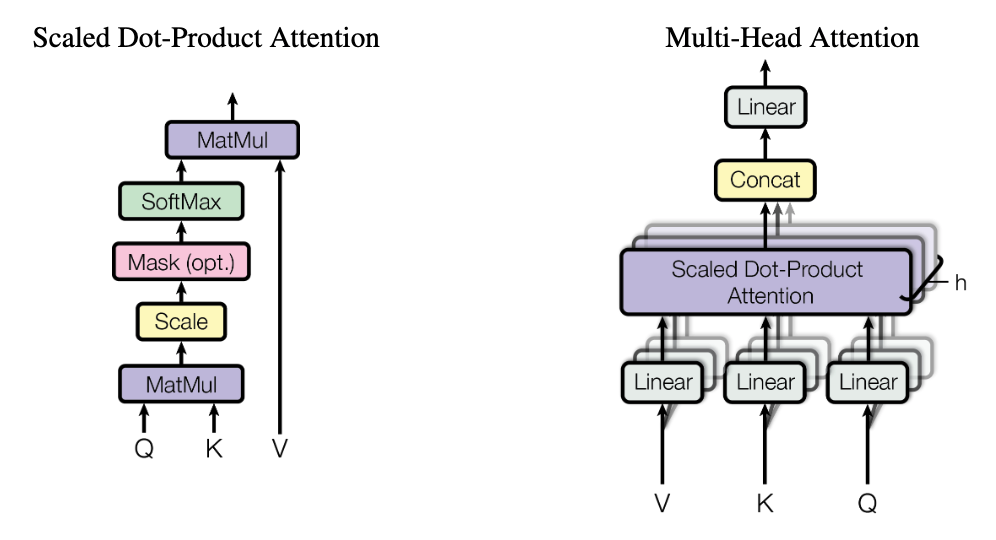 Scaled Dot-Product Attention
MatMul
SoftMax
Mask (opt.)
Scale
MatMul
Q K V
Multi-Head Attention
Linear
Concat
Scaled Dot-Product
Attention
h
Linear Linear Linear
V K Q